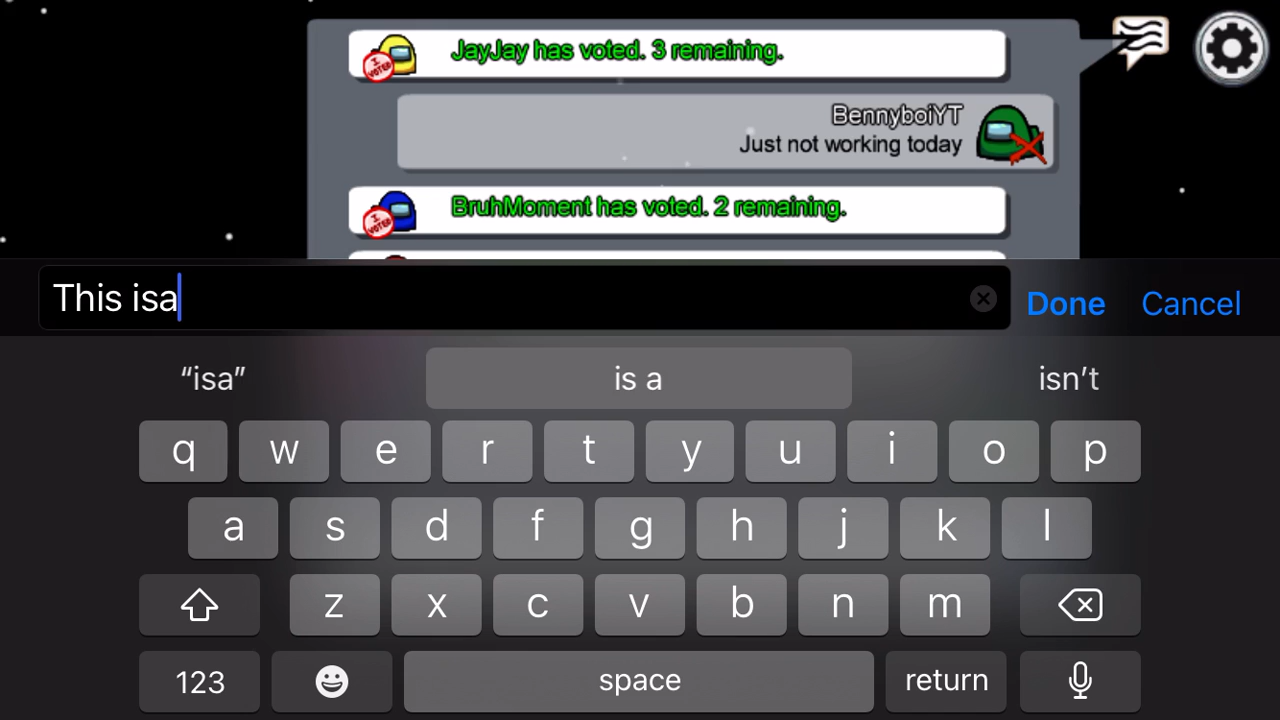 JayJay has voted. 3 remaining.
BennyboiYT
Just not working today
BruhMoment has voted. 2 remaining.
This isa
Done
Cancel
“isa”
is a
isn’t
q w e r t y u i o p
a s d f g h j k l
z x c v b n m
123
space
return